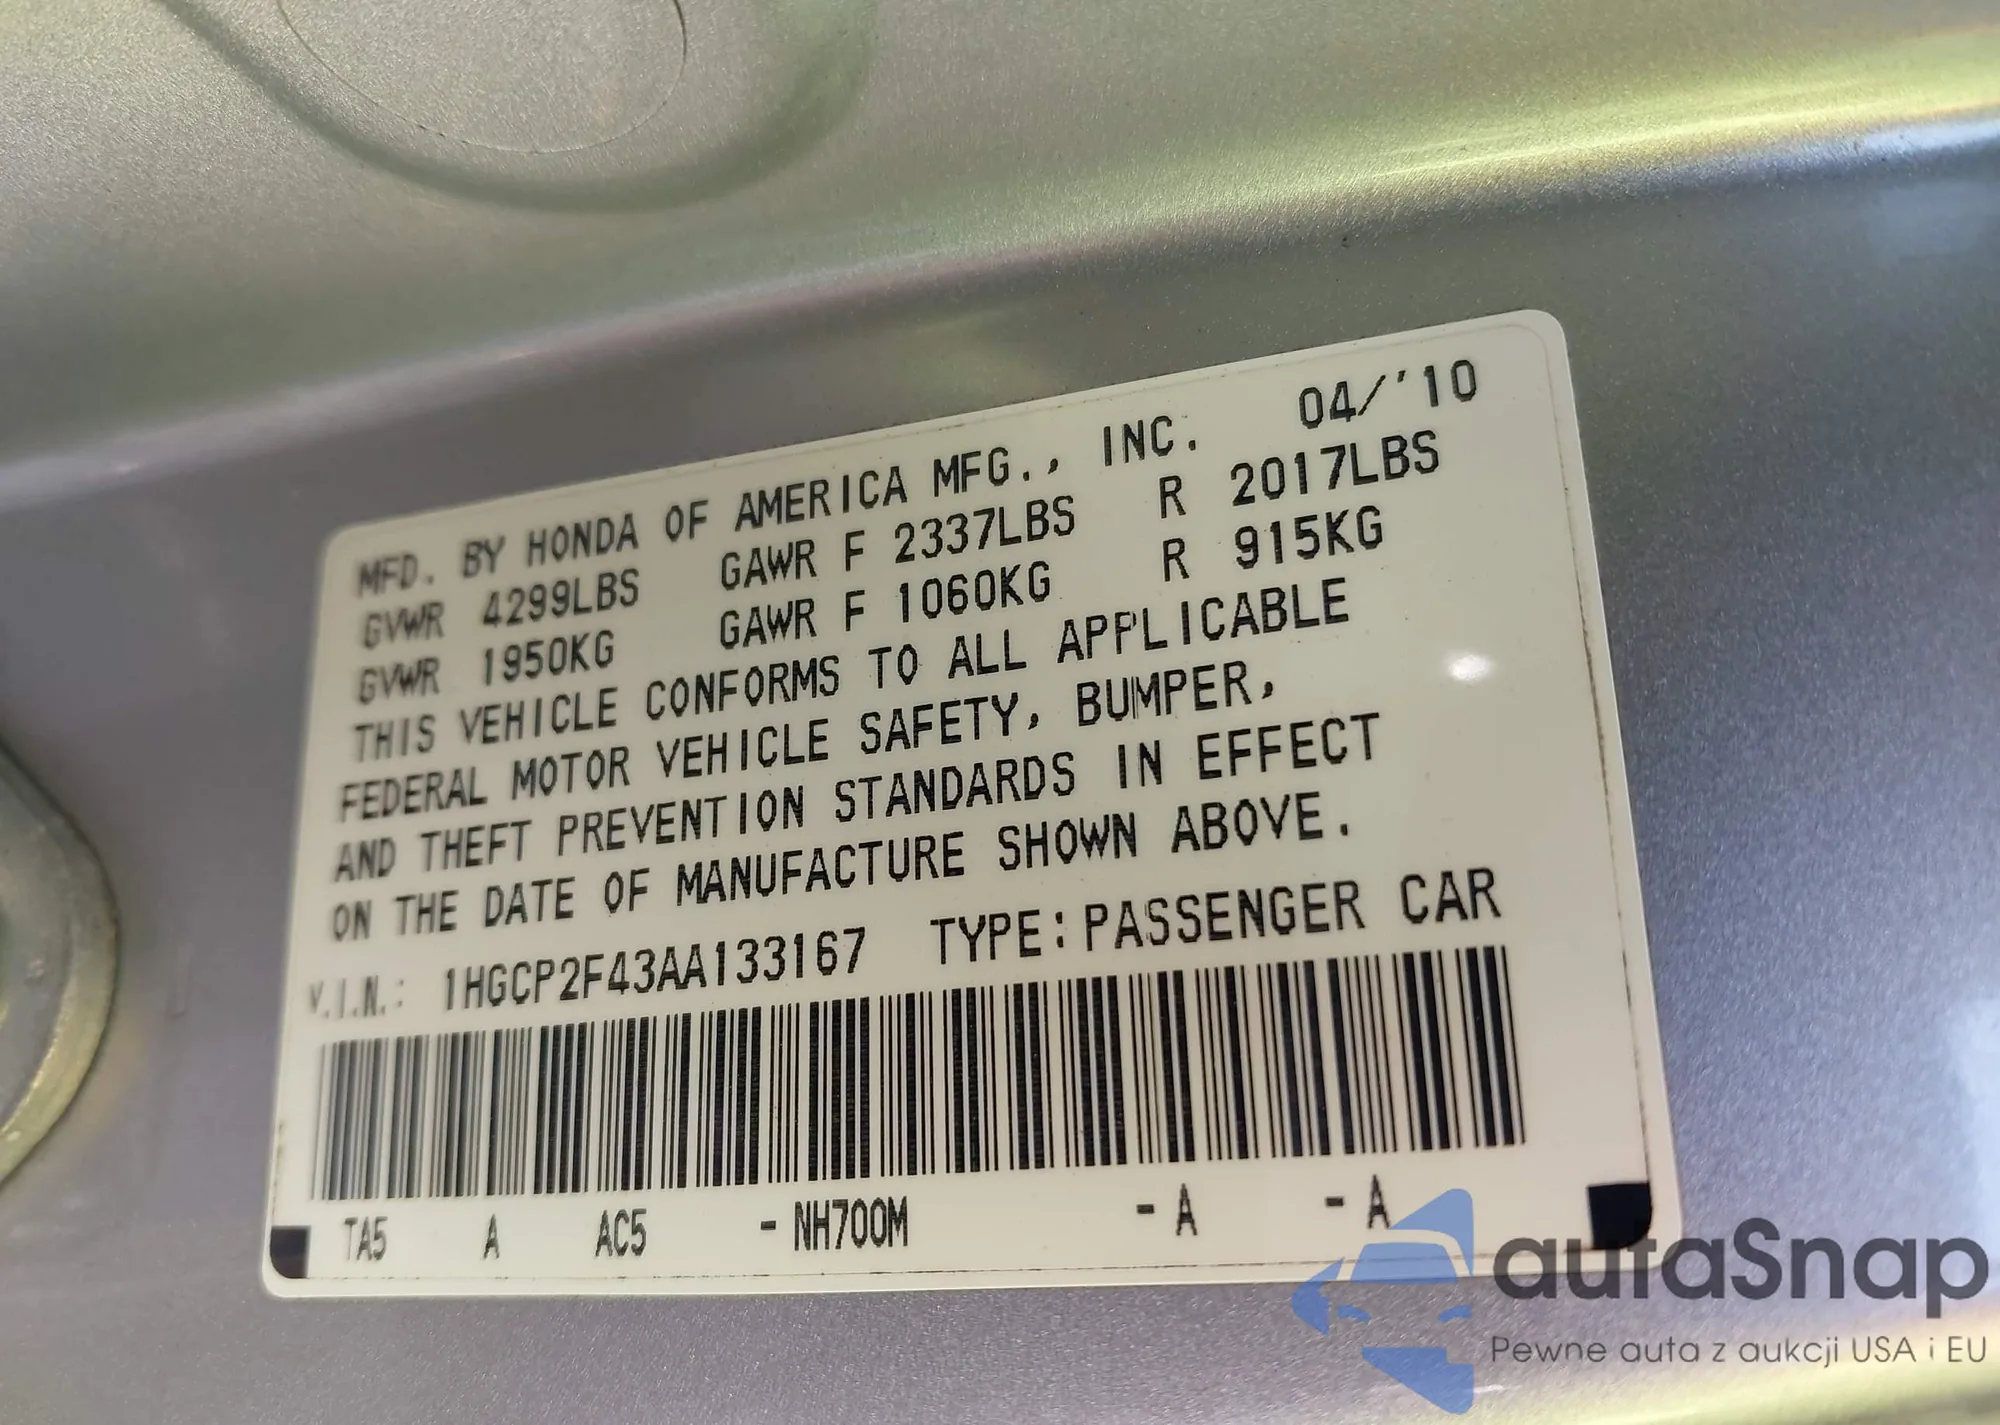 MFD. BY HONDA OF AMERICA MFG., INC. 04/'10
GVWR 4299LBS GAWR F 2337LBS R 2017LBS
GVWR 1950KG GAWR F 1060KG R 915KG
THIS VEHICLE CONFORMS TO ALL APPLICABLE
FEDERAL MOTOR VEHICLE SAFETY, BUMPER,
AND THEFT PREVENTION STANDARDS IN EFFECT
ON THE DATE OF MANUFACTURE SHOWN ABOVE.
V.I.N.: 1HGCP2F43AA133167 TYPE:PASSENGER CAR
TA5 A AC5 -NH700M -A -A
autaSnap
Pewne auta z aukcji USA i EU